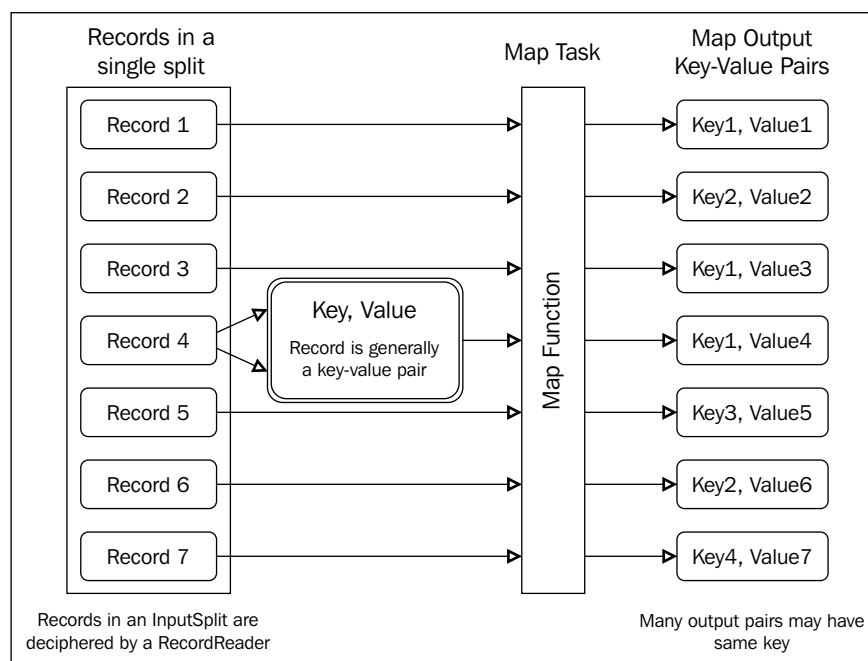 Records in a
single split
Map Task
Map Output
Key-Value Pairs
Record 1
Key1, Value1
Record 2
Key2, Value2
Record 3
Key1, Value3
Key, Value
Record is generally
a key-value pair
Record 4
Key1, Value4
Map Function
Record 5
Key3, Value5
Record 6
Key2, Value6
Record 7
Key4, Value7
Records in an InputSplit are
deciphered by a RecordReader
Many output pairs may have
same key